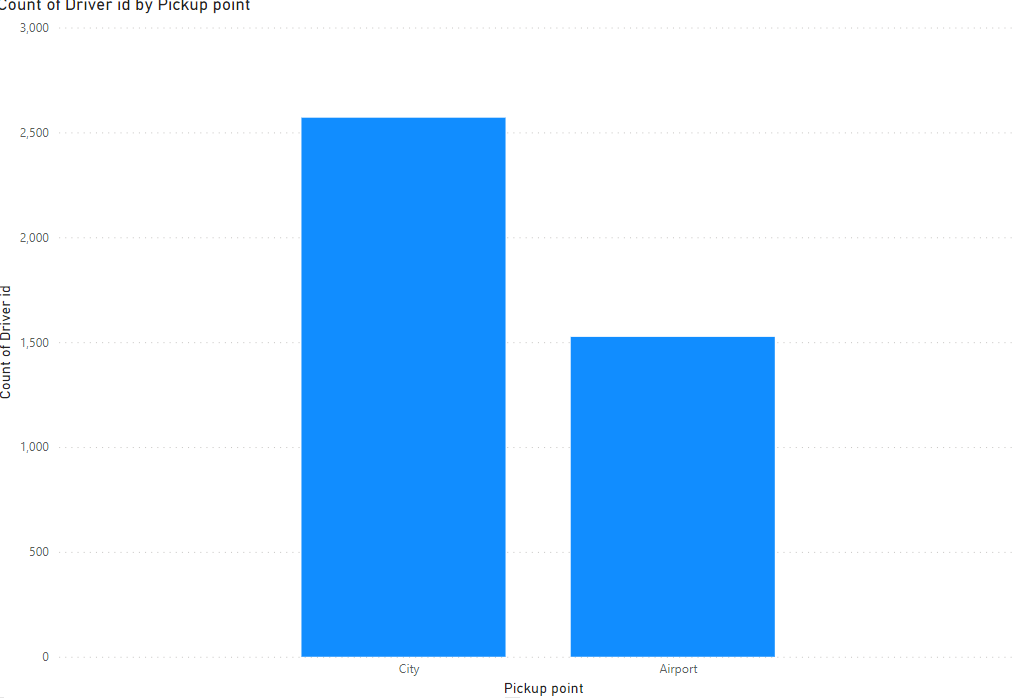 Count of Driver id by Pickup point
3,000
2,500
2,000
1,500
1,000
500
0
Count of Driver id
City
Airport
Pickup point